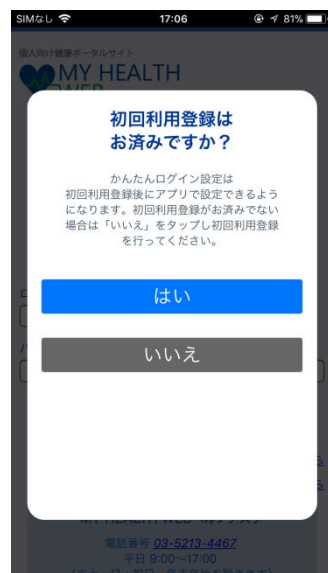 SIMなし 17:06 81%
個人向け健康ポータルサイト
MY HEALTH
WEB
初回利用登録は
お済みですか？
かんたんログイン設定は
初回利用登録後にアプリで設定できるよう
になります。初回利用登録がお済みでない
場合は「いいえ」をタップし初回利用登録
を行ってください。
はい
いいえ
電話番号 03-5213-4467
平日 9:00～17:00